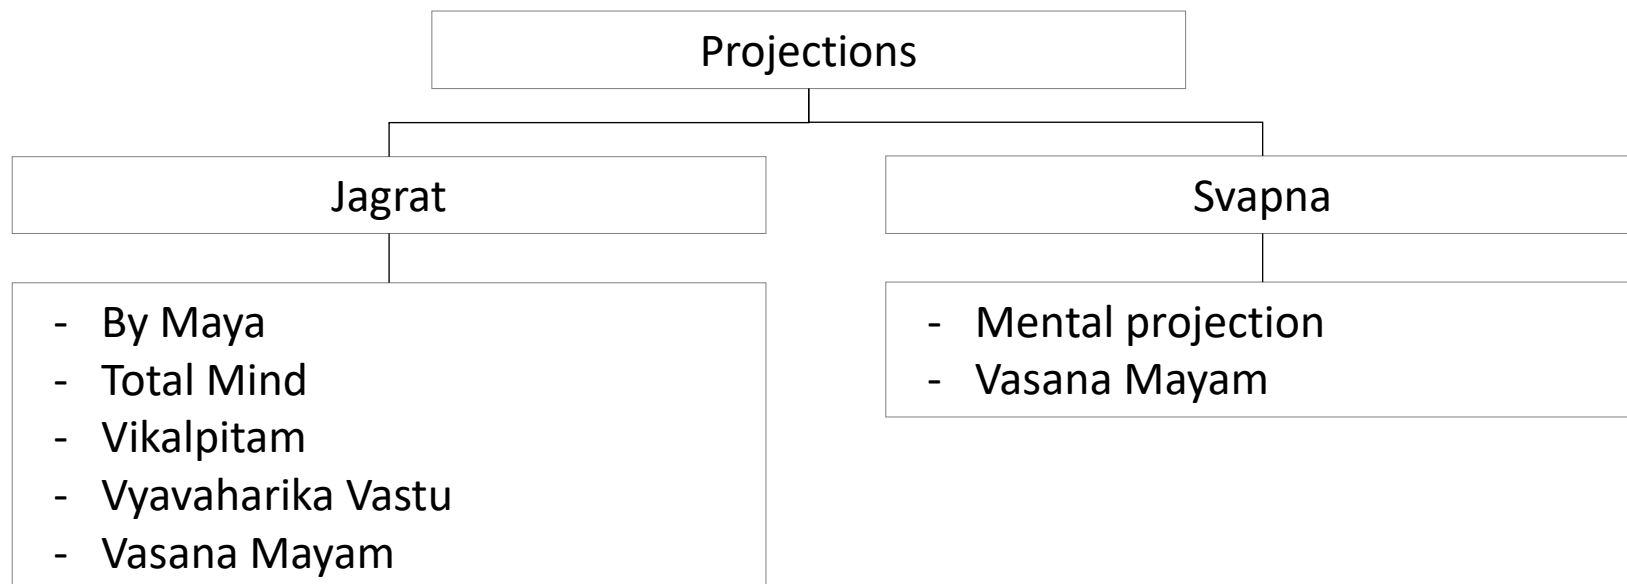 Projections
Jagrat
Svapna
- By Maya
- Total Mind
- Vikalpitam
- Vyavaharika Vastu
- Vasana Mayam
- Mental projection
- Vasana Mayam